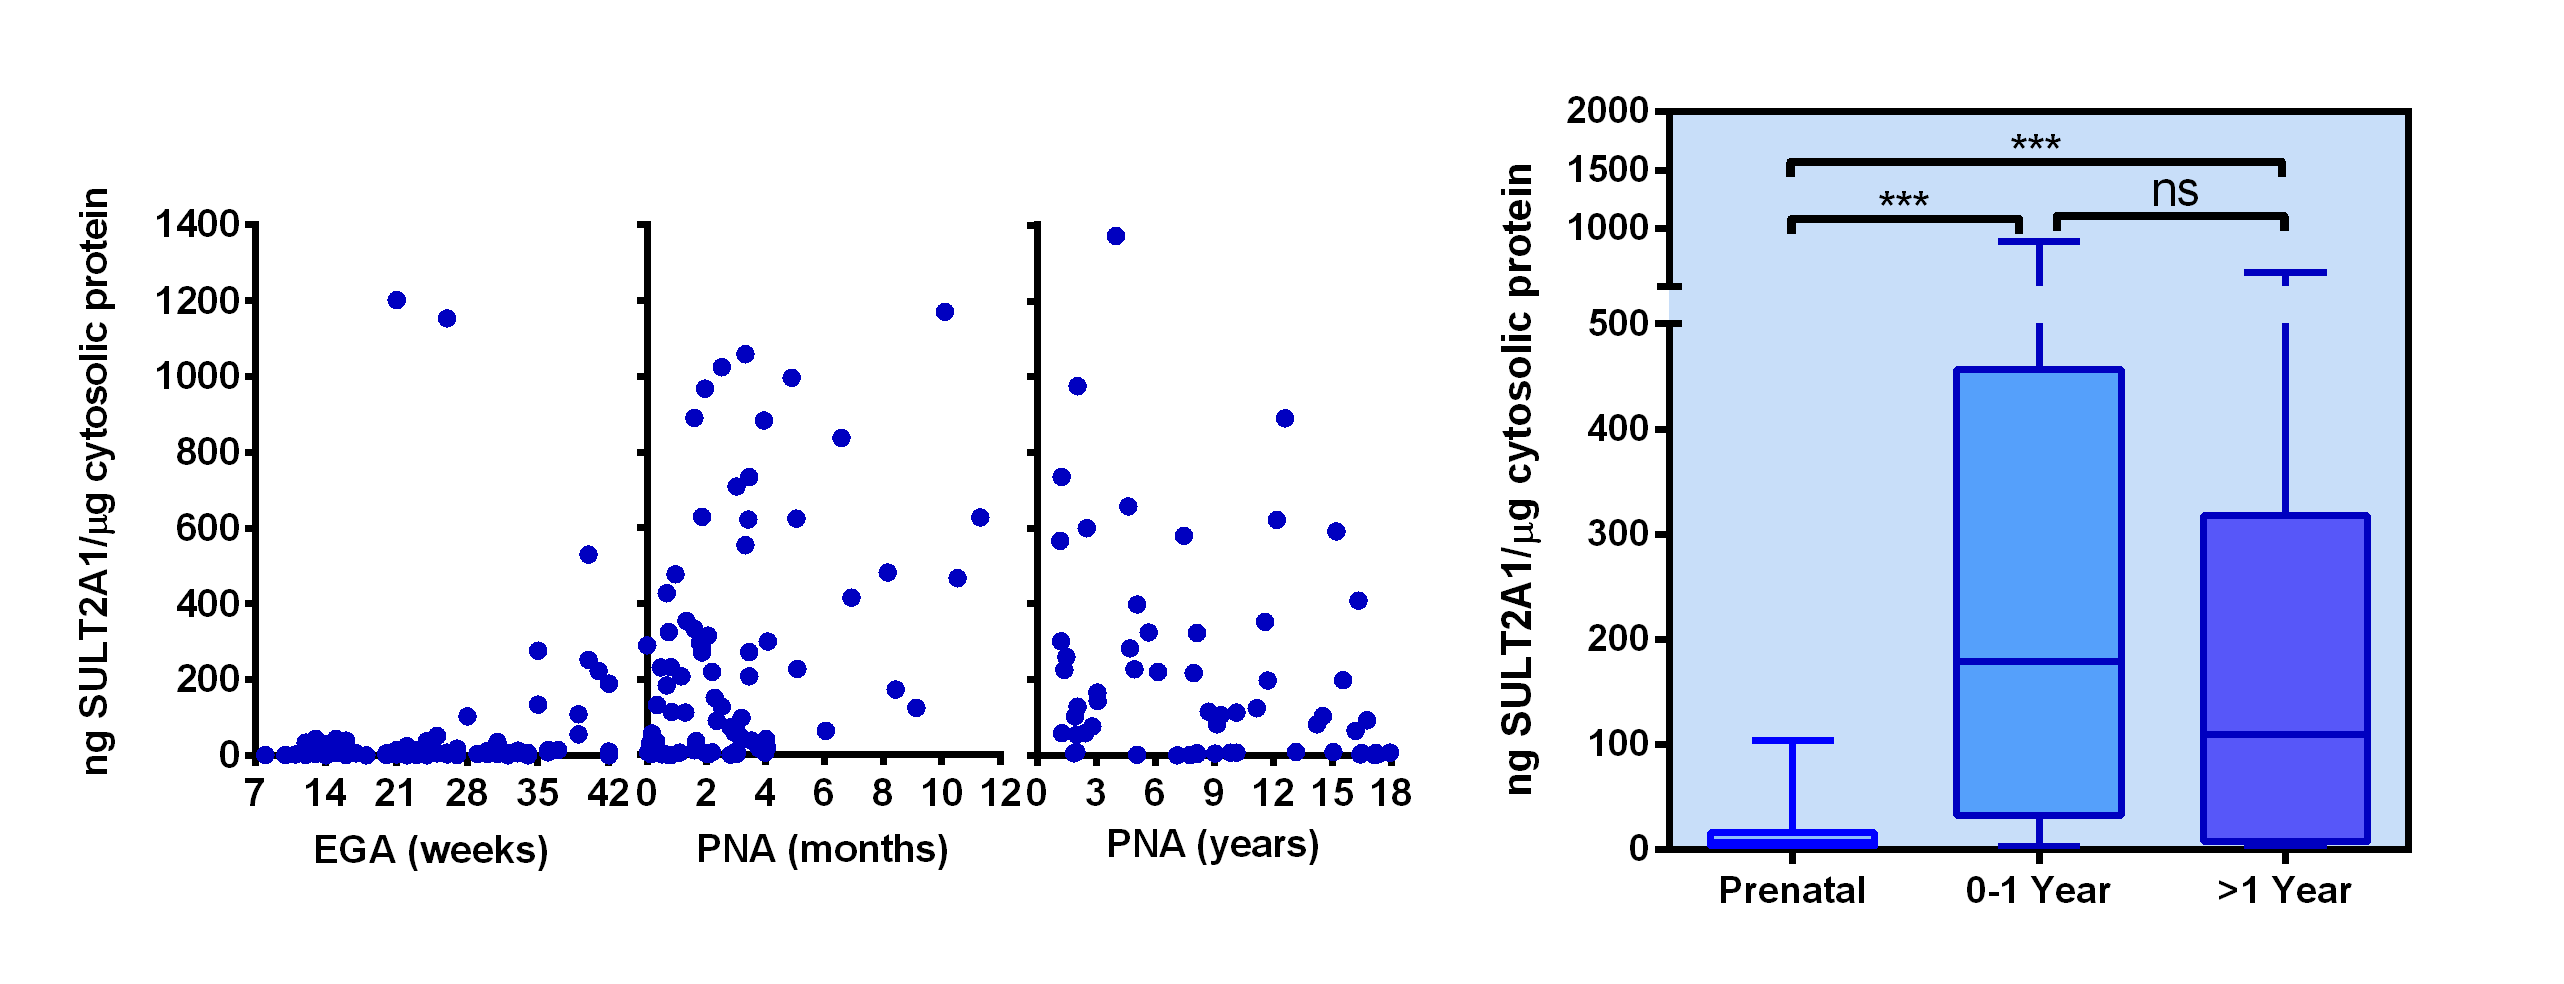 ng SULT2A1/μg cytosolic protein
1400
1200
1000
800
600
400
200
0
7 14 21 28 35 42
EGA (weeks)
0 2 4 6 8 10 12
PNA (months)
0 3 6 9 12 15 18
PNA (years)
ng SULT2A1/μg cytosolic protein
2000
1500
1000
500
400
300
200
100
0
***
***
ns
Prenatal 0-1 Year >1 Year